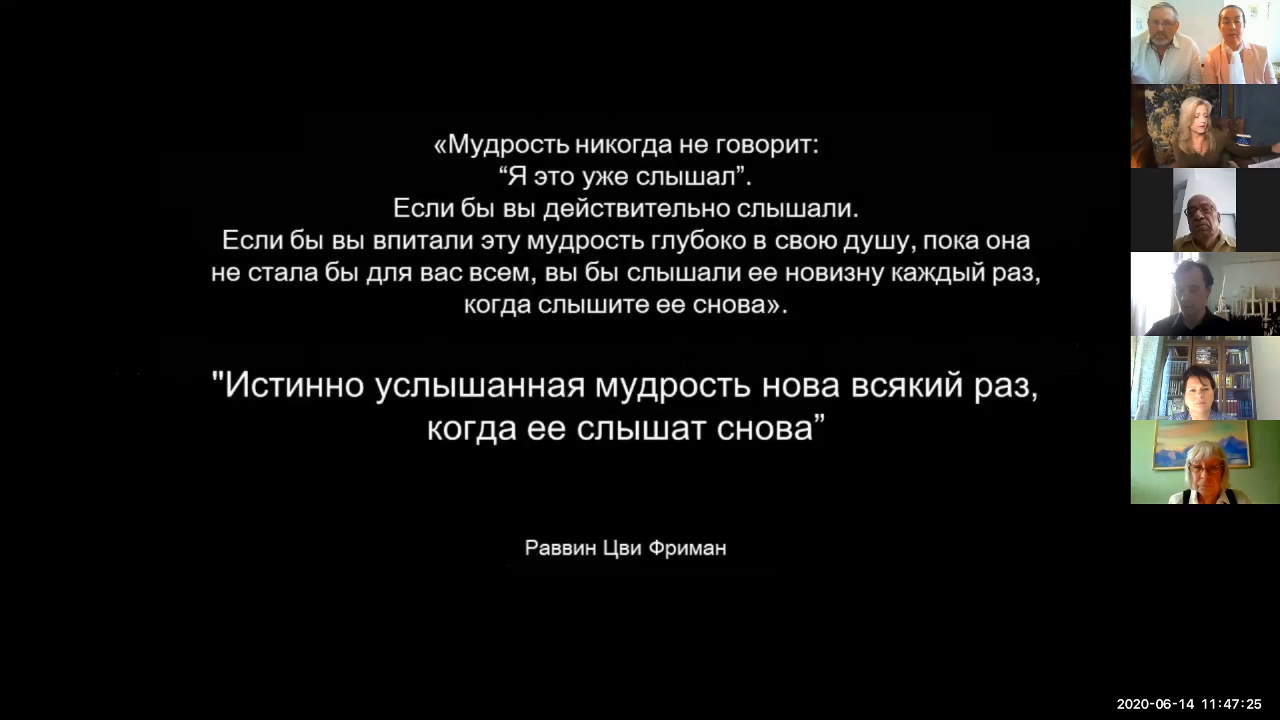 «Мудрость никогда не говорит:
“Я это уже слышал”.
Если бы вы действительно слышали.
Если бы вы впитали эту мудрость глубоко в свою душу, пока она
не стала бы для вас всем, вы бы слышали ее новизну каждый раз,
когда слышите ее снова».
"Истинно услышанная мудрость нова всякий раз,
когда ее слышат снова”
Раввин Цви Фриман
2020-06-14 11:47:25